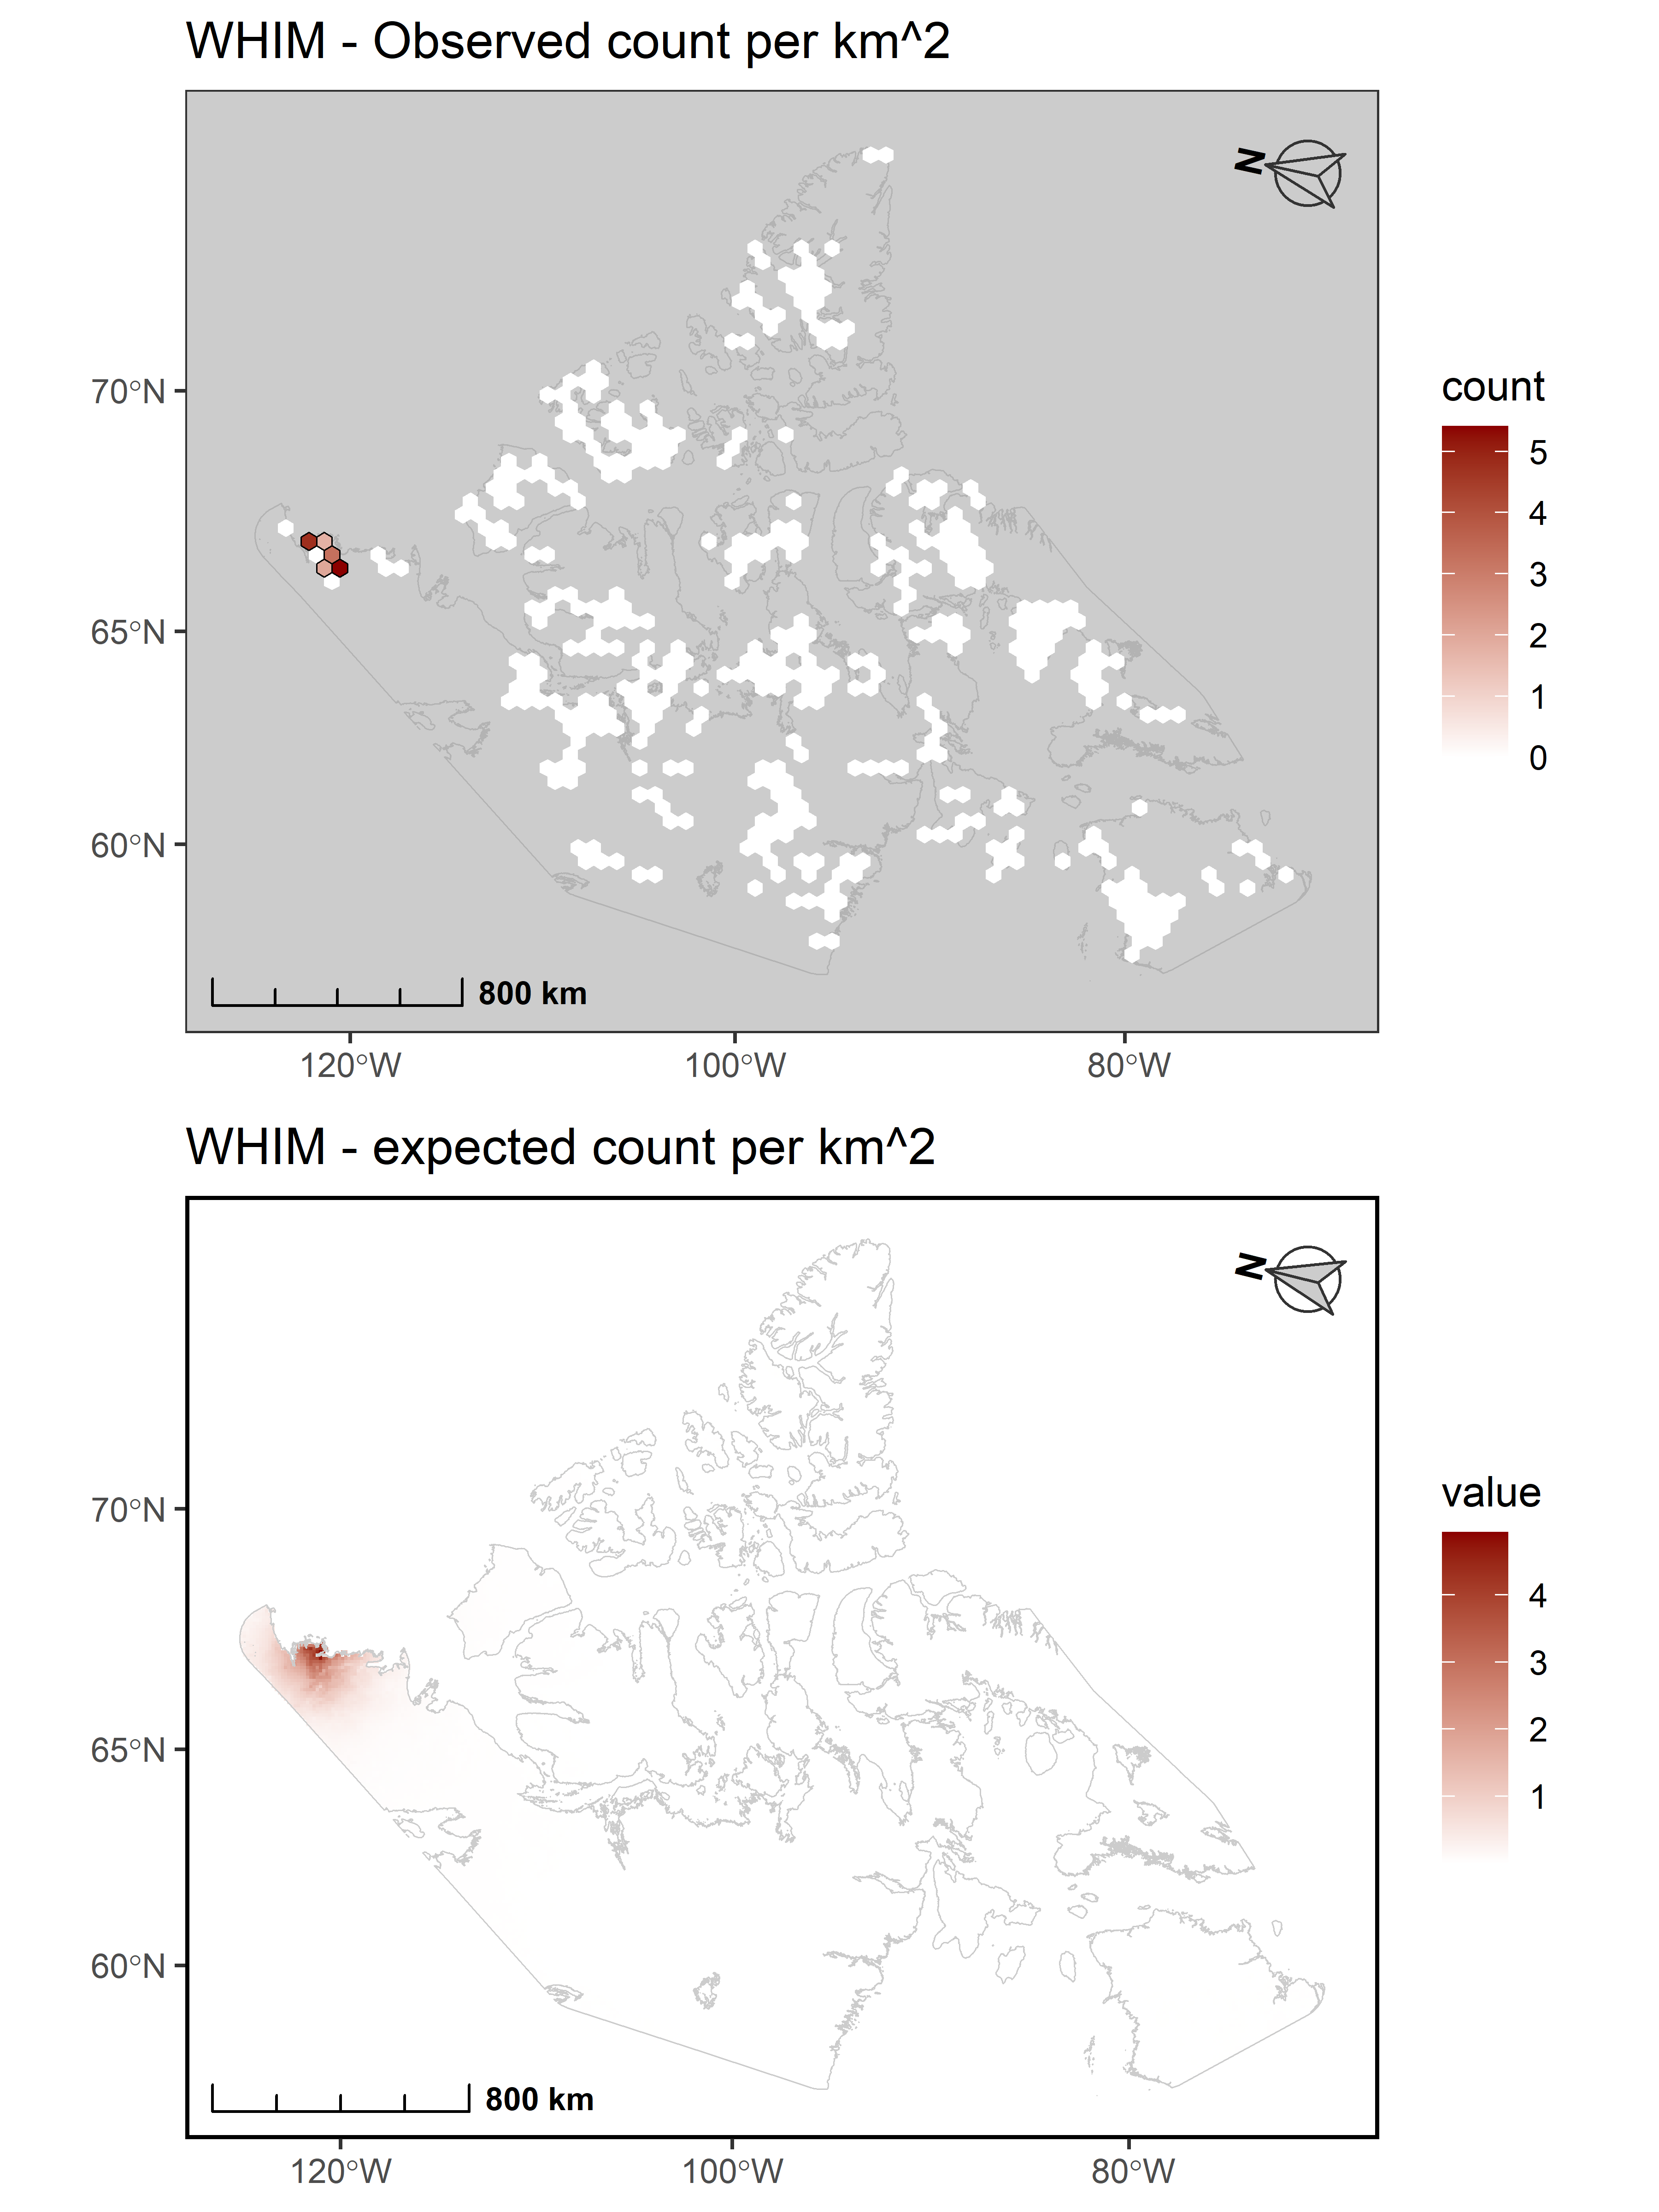 WHIM - Observed count per km^2
N
70°N
65°N
60°N
800 km
120°W
100°W
80°W
count
5
4
3
2
1
0
WHIM - expected count per km^2
N
70°N
65°N
60°N
800 km
120°W
100°W
80°W
value
4
3
2
1